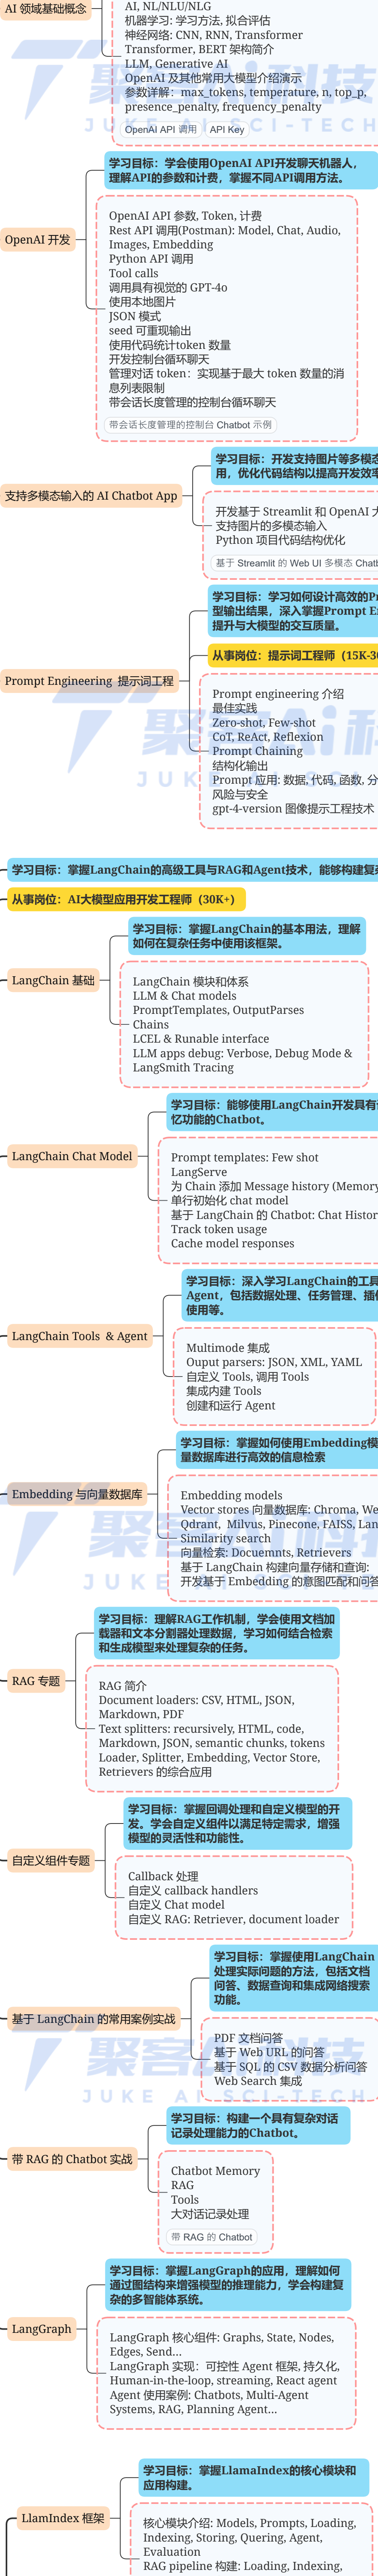 AI 领域基础概念
AI, NL/NLU/NLG
机器学习: 学习方法, 拟合评估
神经网络: CNN, RNN, Transformer
Transformer, BERT 架构简介
LLM, Generative AI
OpenAI 及其他常用大模型介绍演示
参数详解：max_tokens, temperature, n, top_p,
presence_penalty, frequency_penalty
OpenAI API 调用
API Key
学习目标：学会使用OpenAI API开发聊天机器人，
理解API的参数和计费，掌握不同API调用方法。
OpenAI 开发
OpenAI API 参数, Token, 计费
Rest API 调用(Postman): Model, Chat, Audio,
Images, Embedding
Python API 调用
Tool calls
调用具有视觉的 GPT-4o
使用本地图片
JSON 模式
seed 可重现输出
使用代码统计token 数量
开发控制台循环聊天
管理对话 token：实现基于最大 token 数量的消
息列表限制
带会话长度管理的控制台循环聊天
带会话长度管理的控制台 Chatbot 示例
学习目标：开发支持图片等多模态
用，优化代码结构以提高开发效率
支持多模态输入的 AI Chatbot App
开发基于 Streamlit 和 OpenAI 大
支持图片的多模态输入
Python 项目代码结构优化
基于 Streamlit 的 Web UI 多模态 Chatb
学习目标：学习如何设计高效的Pr
型输出结果，深入掌握Prompt E
提升与大模型的交互质量。
从事岗位：提示词工程师（15K-30
Prompt Engineering 提示词工程
Prompt engineering 介绍
最佳实践
Zero-shot, Few-shot
CoT, ReAct, Reflexion
Prompt Chaining
结构化输出
Prompt 应用: 数据, 代码, 函数, 分
风险与安全
gpt-4-version 图像提示工程技术
学习目标：掌握LangChain的高级工具与RAG和Agent技术，能够构建复杂
从事岗位：AI大模型应用开发工程师（30K+）
学习目标：掌握LangChain的基本用法，理解
如何在复杂任务中使用该框架。
LangChain 基础
LangChain 模块和体系
LLM & Chat models
PromptTemplates, OutputParses
Chains
LCEL & Runable interface
LLM apps debug: Verbose, Debug Mode &
LangSmith Tracing
学习目标：能够使用LangChain开发具有
忆功能的Chatbot。
LangChain Chat Model
Prompt templates: Few shot
LangServe
为 Chain 添加 Message history (Memory
单行初始化 chat model
基于 LangChain 的 Chatbot: Chat Histor
Track token usage
Cache model responses
学习目标：深入学习LangChain的工具
Agent，包括数据处理、任务管理、插件
使用等。
LangChain Tools & Agent
Multimode 集成
Ouput parsers: JSON, XML, YAML
自定义 Tools, 调用 Tools
集成内建 Tools
创建和运行 Agent
学习目标：掌握如何使用Embedding模
量数据库进行高效的信息检索
Embedding 与向量数据库
Embedding models
Vector stores 向量数据库: Chroma, We
Qdrant, Milvus, Pinecone, FAISS, Lan
Similarity search
向量检索: Docuemnts, Retrievers
基于 LangChain 构建向量存储和查询:
开发基于 Embedding 的意图匹配和问答
学习目标：理解RAG工作机制，学会使用文档加
载器和文本分割器处理数据，学习如何结合检索
和生成模型来处理复杂的任务。
RAG 专题
RAG 简介
Document loaders: CSV, HTML, JSON,
Markdown, PDF
Text splitters: recursively, HTML, code,
Markdown, JSON, semantic chunks, tokens
Loader, Splitter, Embedding, Vector Store,
Retrievers 的综合应用
学习目标：掌握回调处理和自定义模型的开
发。学会自定义组件以满足特定需求，增强
模型的灵活性和功能性。
自定义组件专题
Callback 处理
自定义 callback handlers
自定义 Chat model
自定义 RAG: Retriever, document loader
学习目标：掌握使用LangChain
处理实际问题的方法，包括文档
问答、数据查询和集成网络搜索
功能。
基于 LangChain 的常用案例实战
PDF 文档问答
基于 Web URL 的问答
基于 SQL 的 CSV 数据分析问答
Web Search 集成
学习目标：构建一个具有复杂对话
记录处理能力的Chatbot。
带 RAG 的 Chatbot 实战
Chatbot Memory
RAG
Tools
大对话记录处理
带 RAG 的 Chatbot
学习目标：掌握LangGraph的应用，理解如何
通过图结构来增强模型的推理能力，学会构建复
杂的多智能体系统。
LangGraph
LangGraph 核心组件: Graphs, State, Nodes,
Edges, Send...
LangGraph 实现：可控性 Agent 框架, 持久化,
Human-in-the-loop, streaming, React agent
Agent 使用案例: Chatbots, Multi-Agent
Systems, RAG, Planning Agent...
学习目标：掌握LlamaIndex的核心模块和
应用构建。
LlamIndex 框架
核心模块介绍: Models, Prompts, Loading,
Indexing, Storing, Quering, Agent,
Evaluation
RAG pipeline 构建: Loading, Indexing,